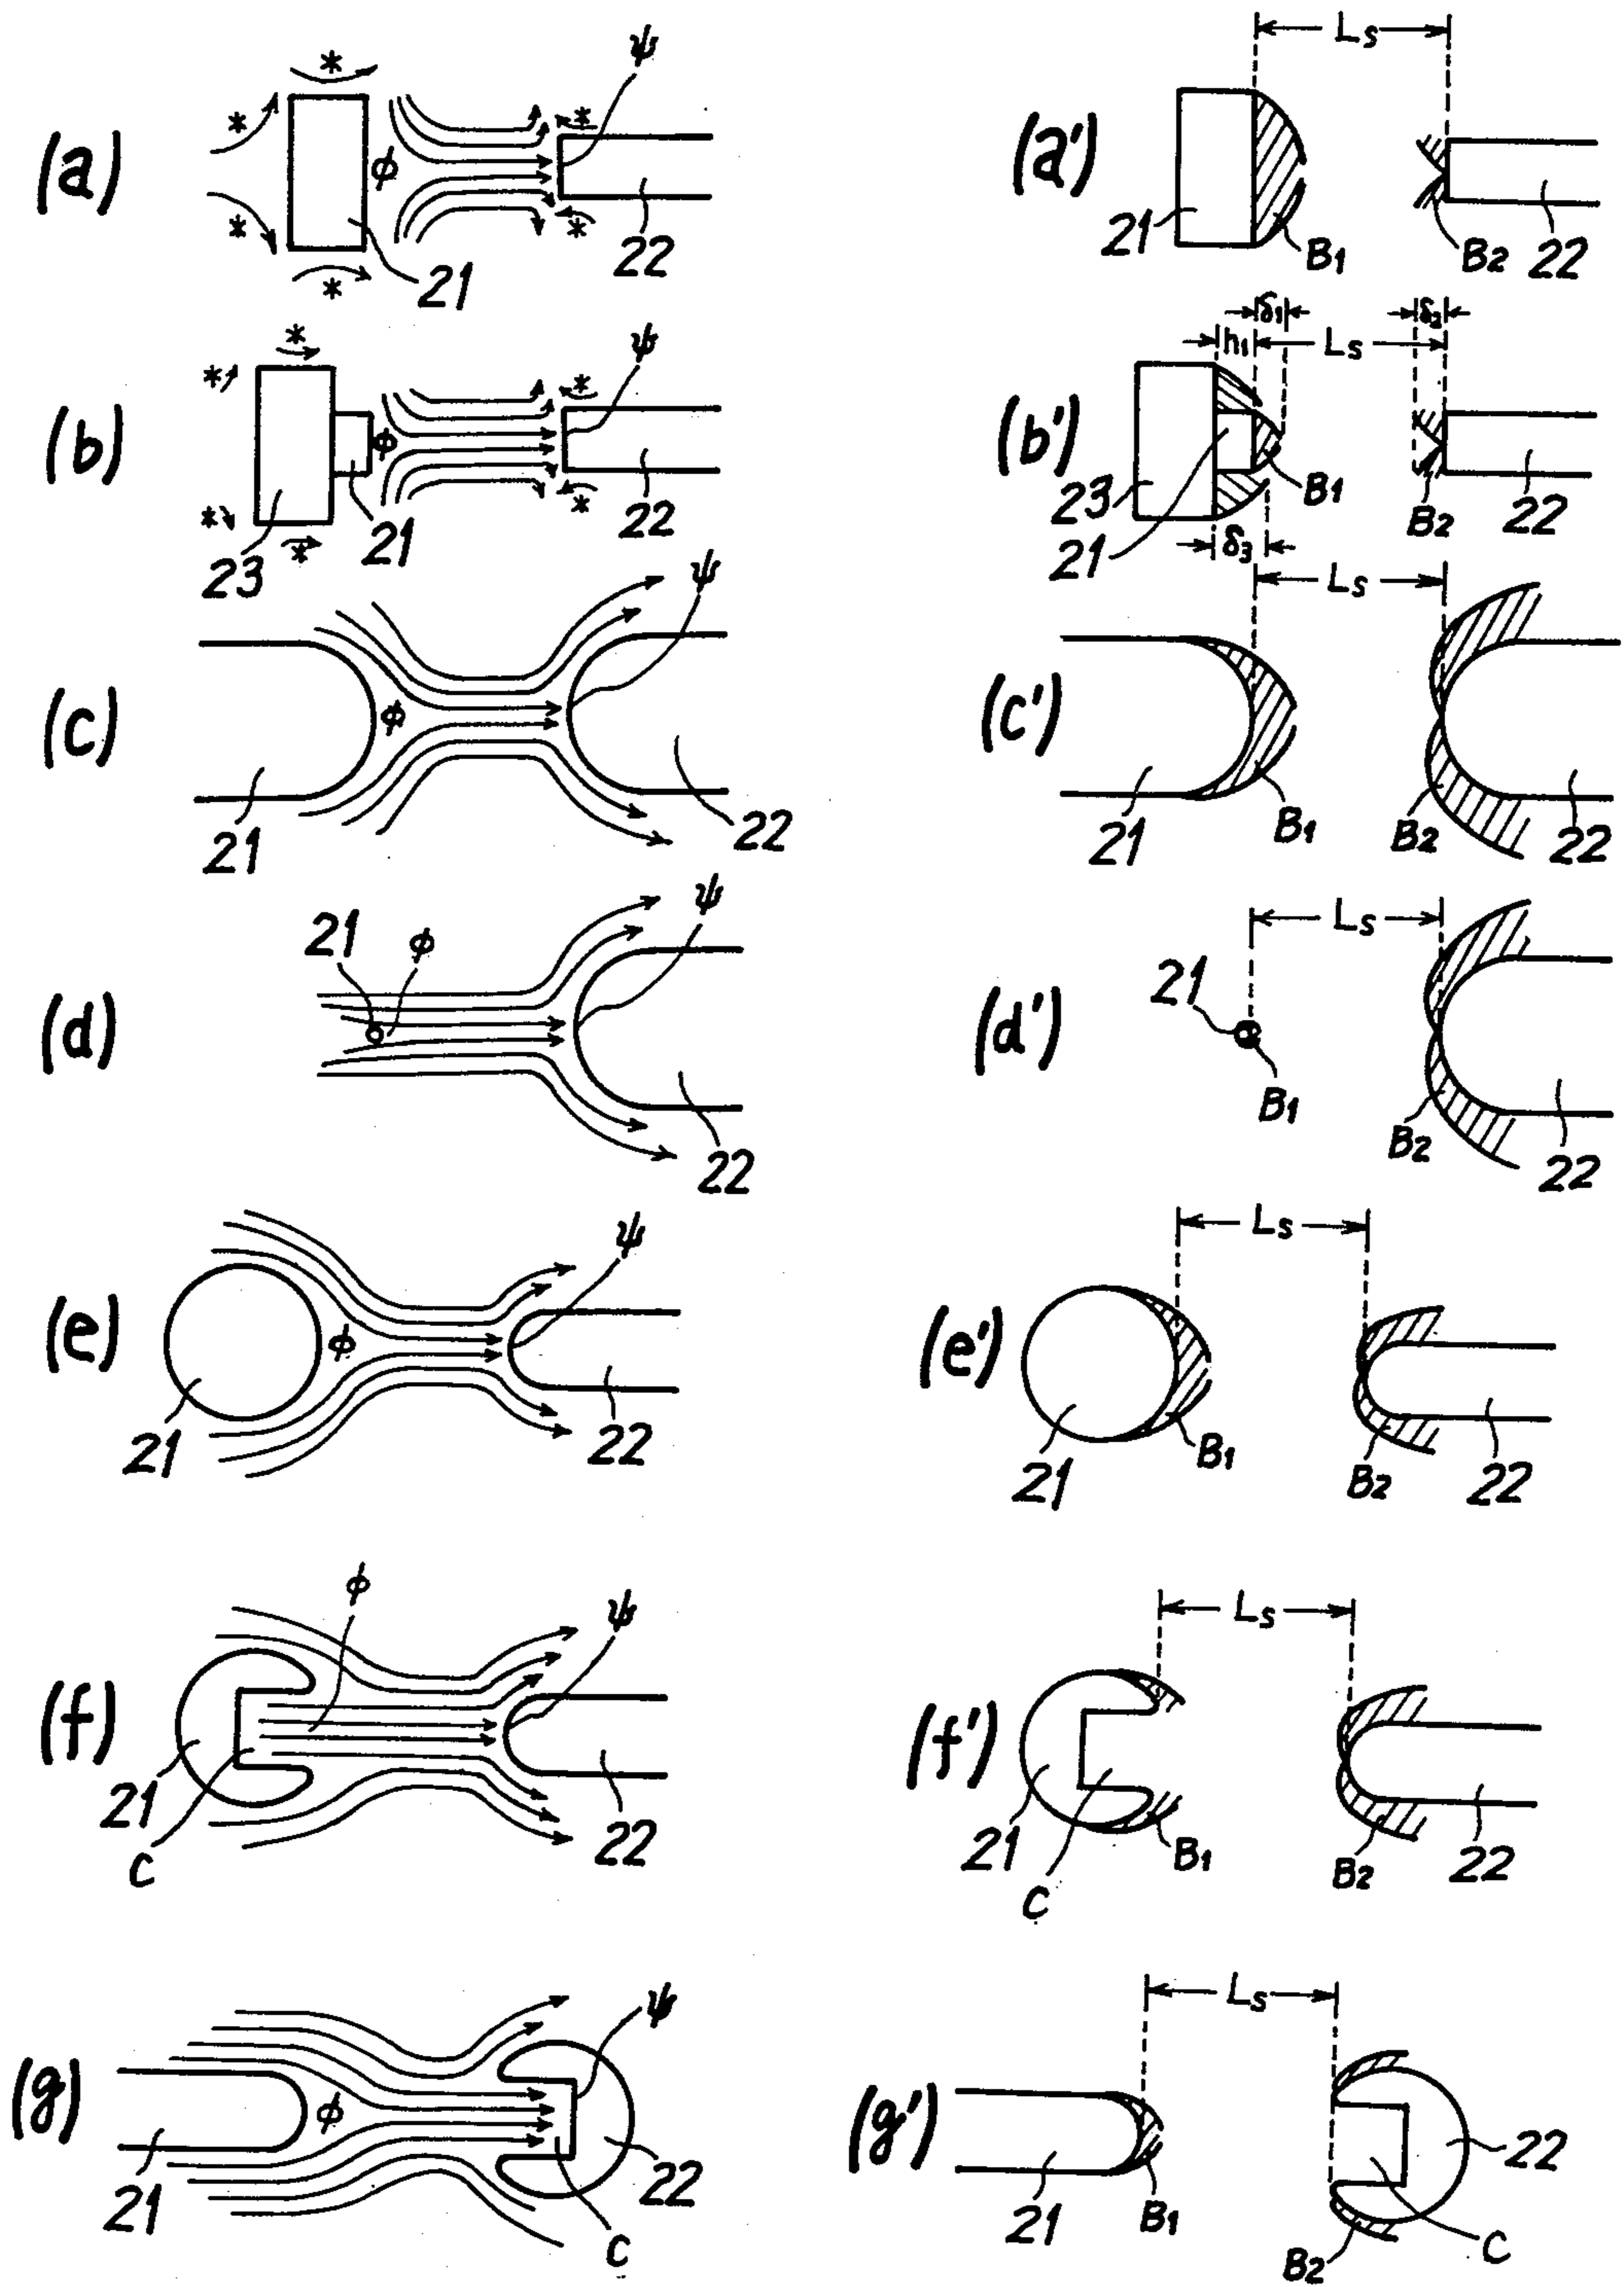 (a)
*
*
*
*
ϕ
21
*
*
ψ
22
(a')
Ls
21
B1
B2
22
(b)
*
*
*
*
23
21
ϕ
*
*
ψ
22
(b')
h1
δ1
Ls
δ2
23
21
δ3
B1
B2
22
(c)
21
ϕ
ψ
22
(c')
Ls
21
B1
B2
22
(d)
21
ϕ
ψ
22
(d')
21
B1
Ls
B2
22
(e)
21
ϕ
ψ
22
(e')
Ls
21
B1
B2
22
(f)
ϕ
ψ
21
C
22
(f')
Ls
21
C
B1
B2
22
(g)
21
ϕ
ψ
22
C
(g')
Ls
21
B1
B2
22
C